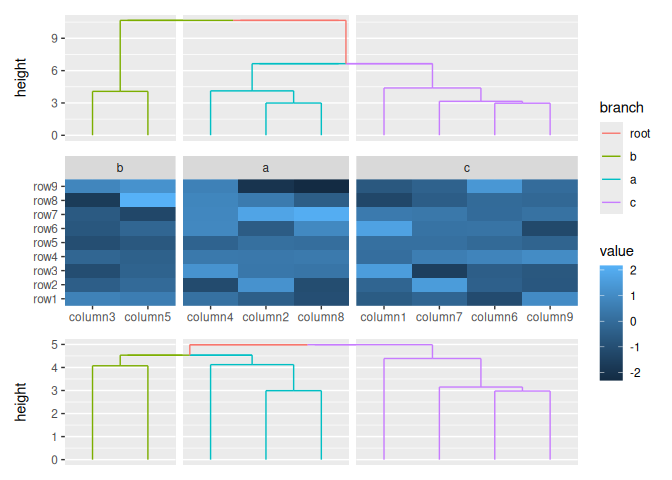 height
9
6
3
0
b a c
row9
row8
row7
row6
row5
row4
row3
row2
row1
column3 column5 column4 column2 column8 column1 column7 column6 column9
height
5
4
3
2
1
0
branch
root
b
a
c
value
2
1
0
-1
-2